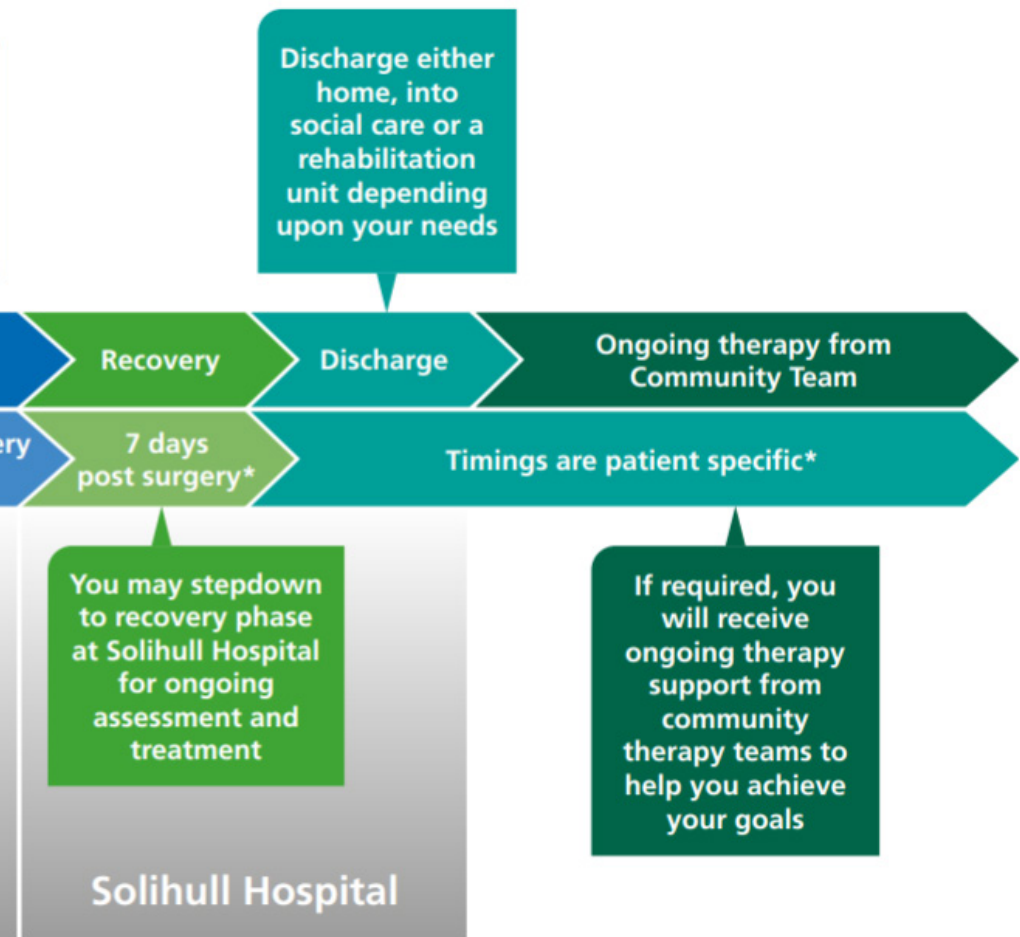 Discharge either
home, into
social care or a
rehabilitation
unit depending
upon your needs
Recovery
Discharge
Ongoing therapy from
Community Team
7 days
post surgery*
Timings are patient specific*
You may stepdown
to recovery phase
at Solihull Hospital
for ongoing
assessment and
treatment
If required, you
will receive
ongoing therapy
support from
community
therapy teams to
help you achieve
your goals
Solihull Hospital